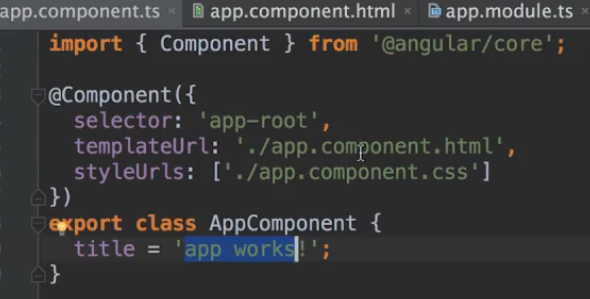 app.component.ts × app.component.html × app.module.ts ×
import { Component } from '@angular/core';
@Component({
selector: 'app-root',
templateUrl: './app.component.html',
styleUrls: ['./app.component.css']
})
export class AppComponent {
title = 'app works!';
}